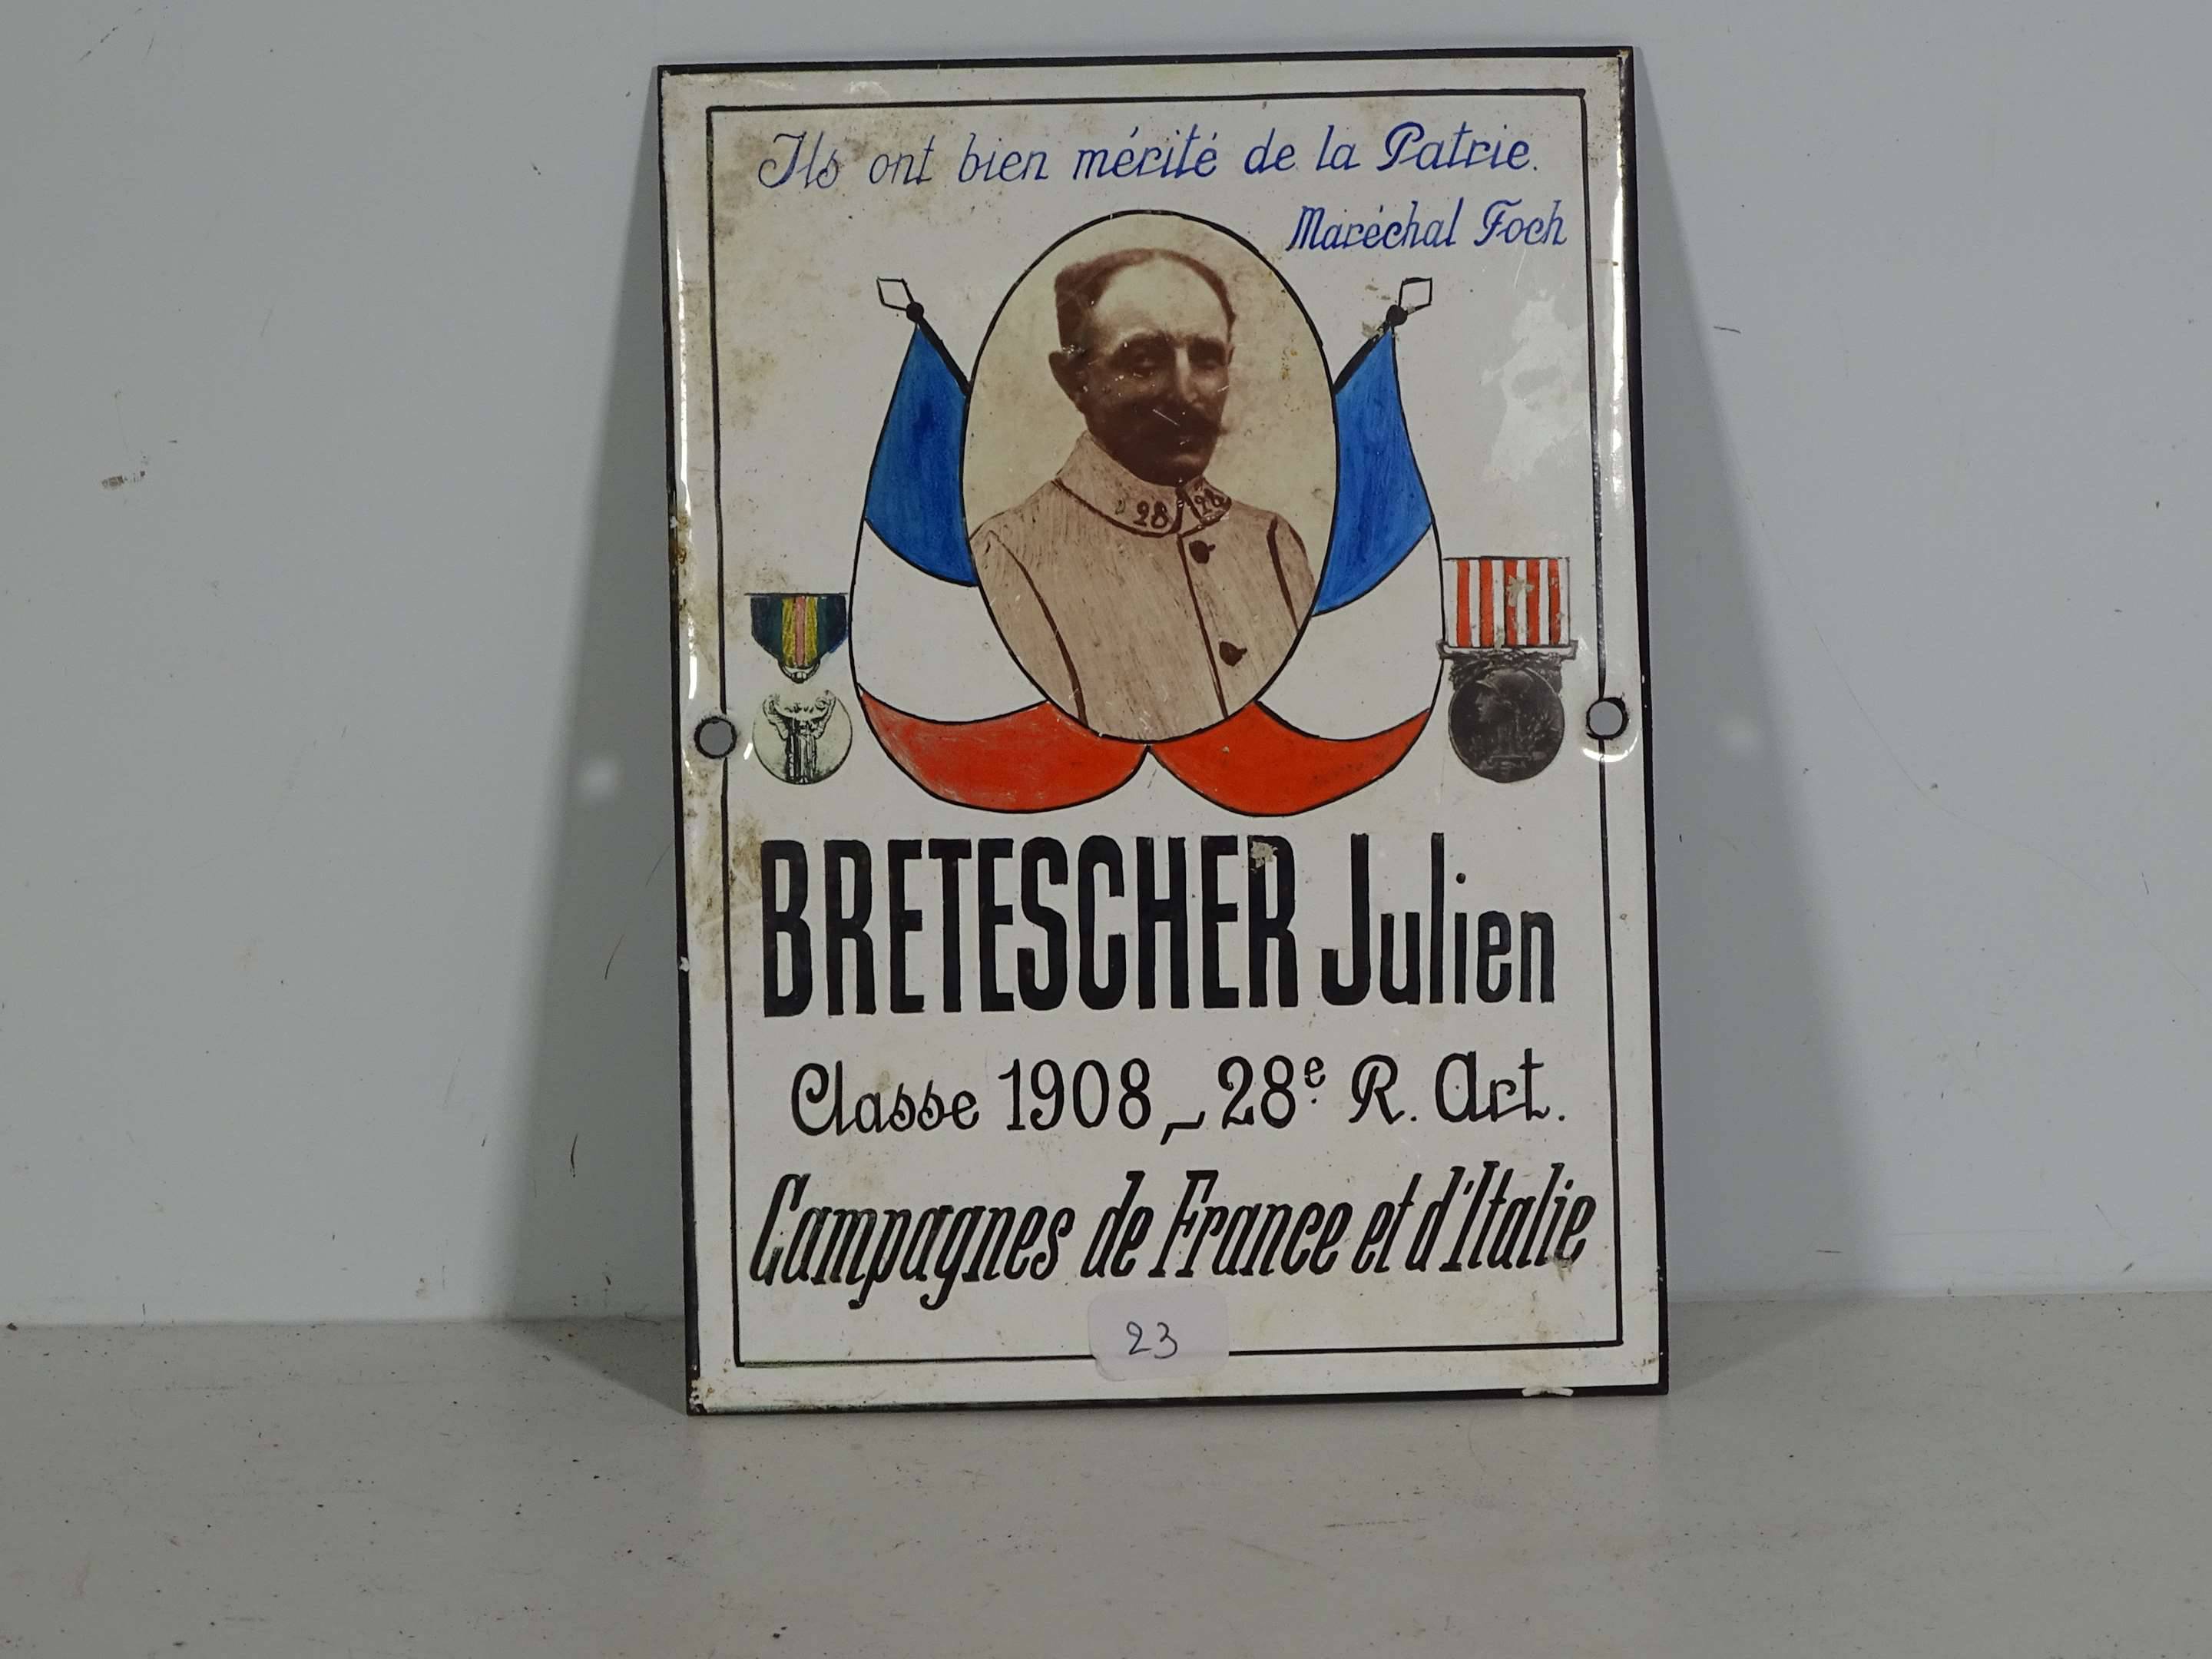 Ils ont bien mérité de la Patrie.
Maréchal Foch
28 28
BRETESCHER Julien
Classe 1908 - 28e R. Art.
Campagnes de France et d'Italie
23